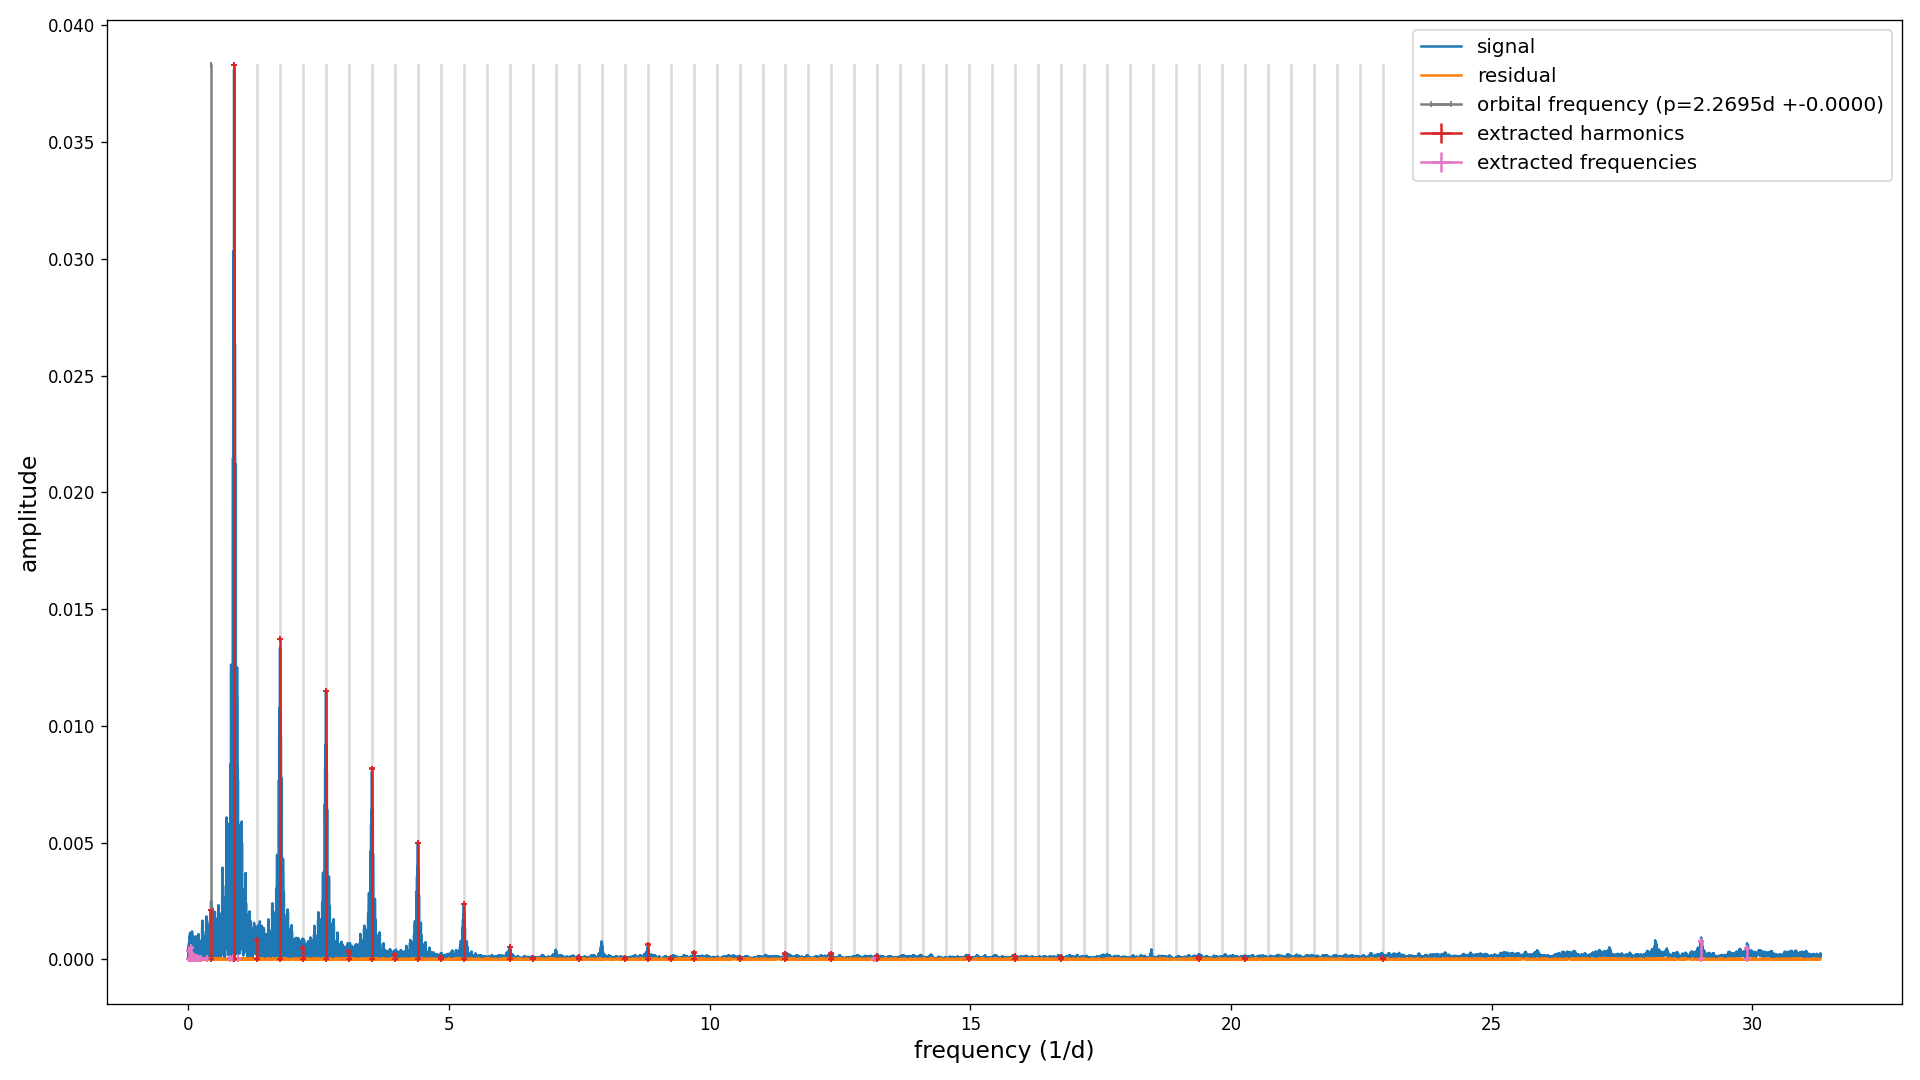 0.040
0.035
0.030
0.025
0.020
0.015
0.010
0.005
0.000
amplitude
0 5 10 15 20 25 30
frequency (1/d)
signal
residual
orbital frequency (p=2.2695d +-0.0000)
extracted harmonics
extracted frequencies